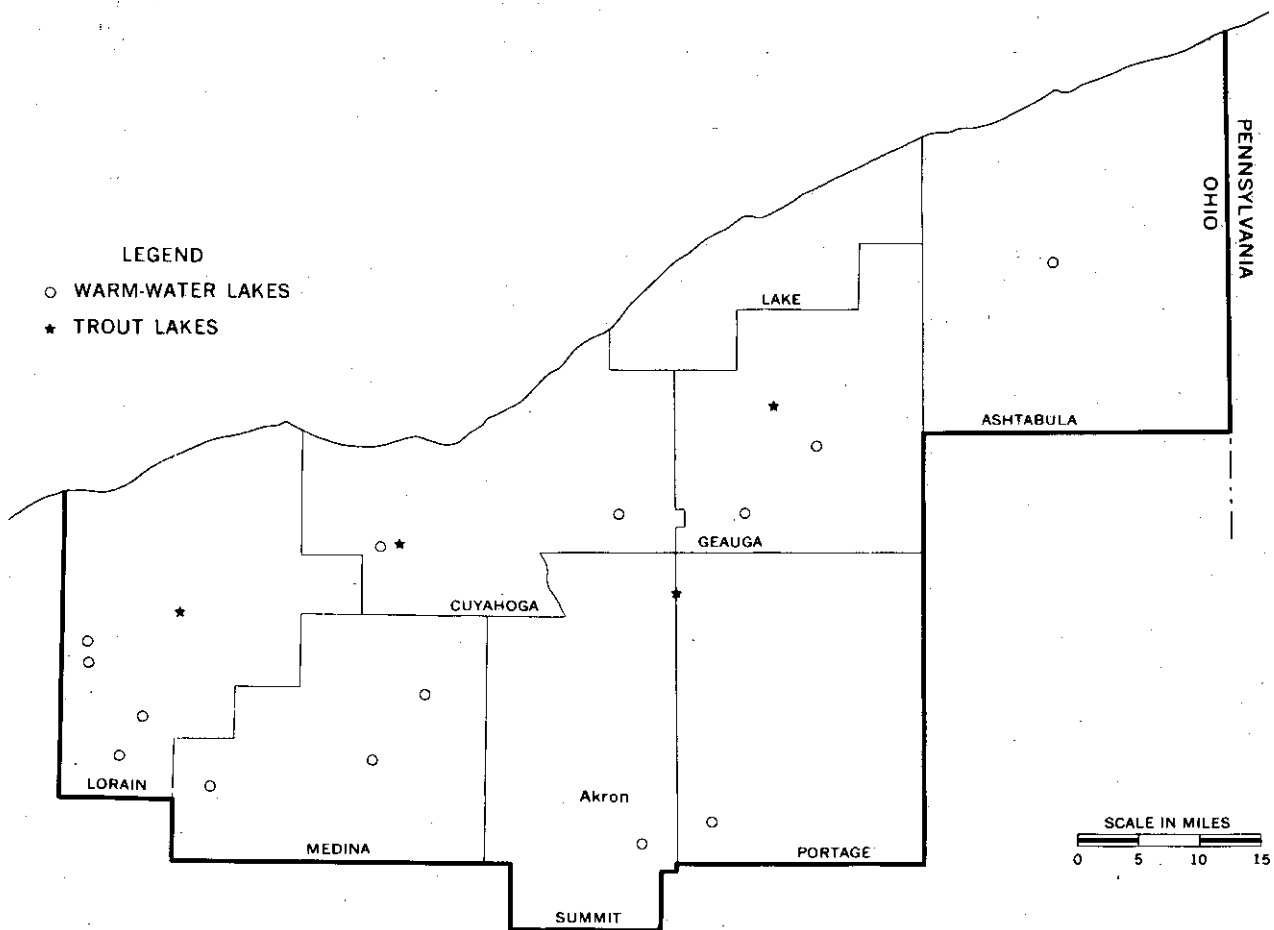 PENNSYLVANIA
OHIO
LEGEND
WARM-WATER LAKES
TROUT LAKES
LAKE
ASHTABULA
GEAUGA
CUYAHOGA
LORAIN
Akron
MEDINA
PORTAGE
SUMMIT
SCALE IN MILES
0 5 10 15